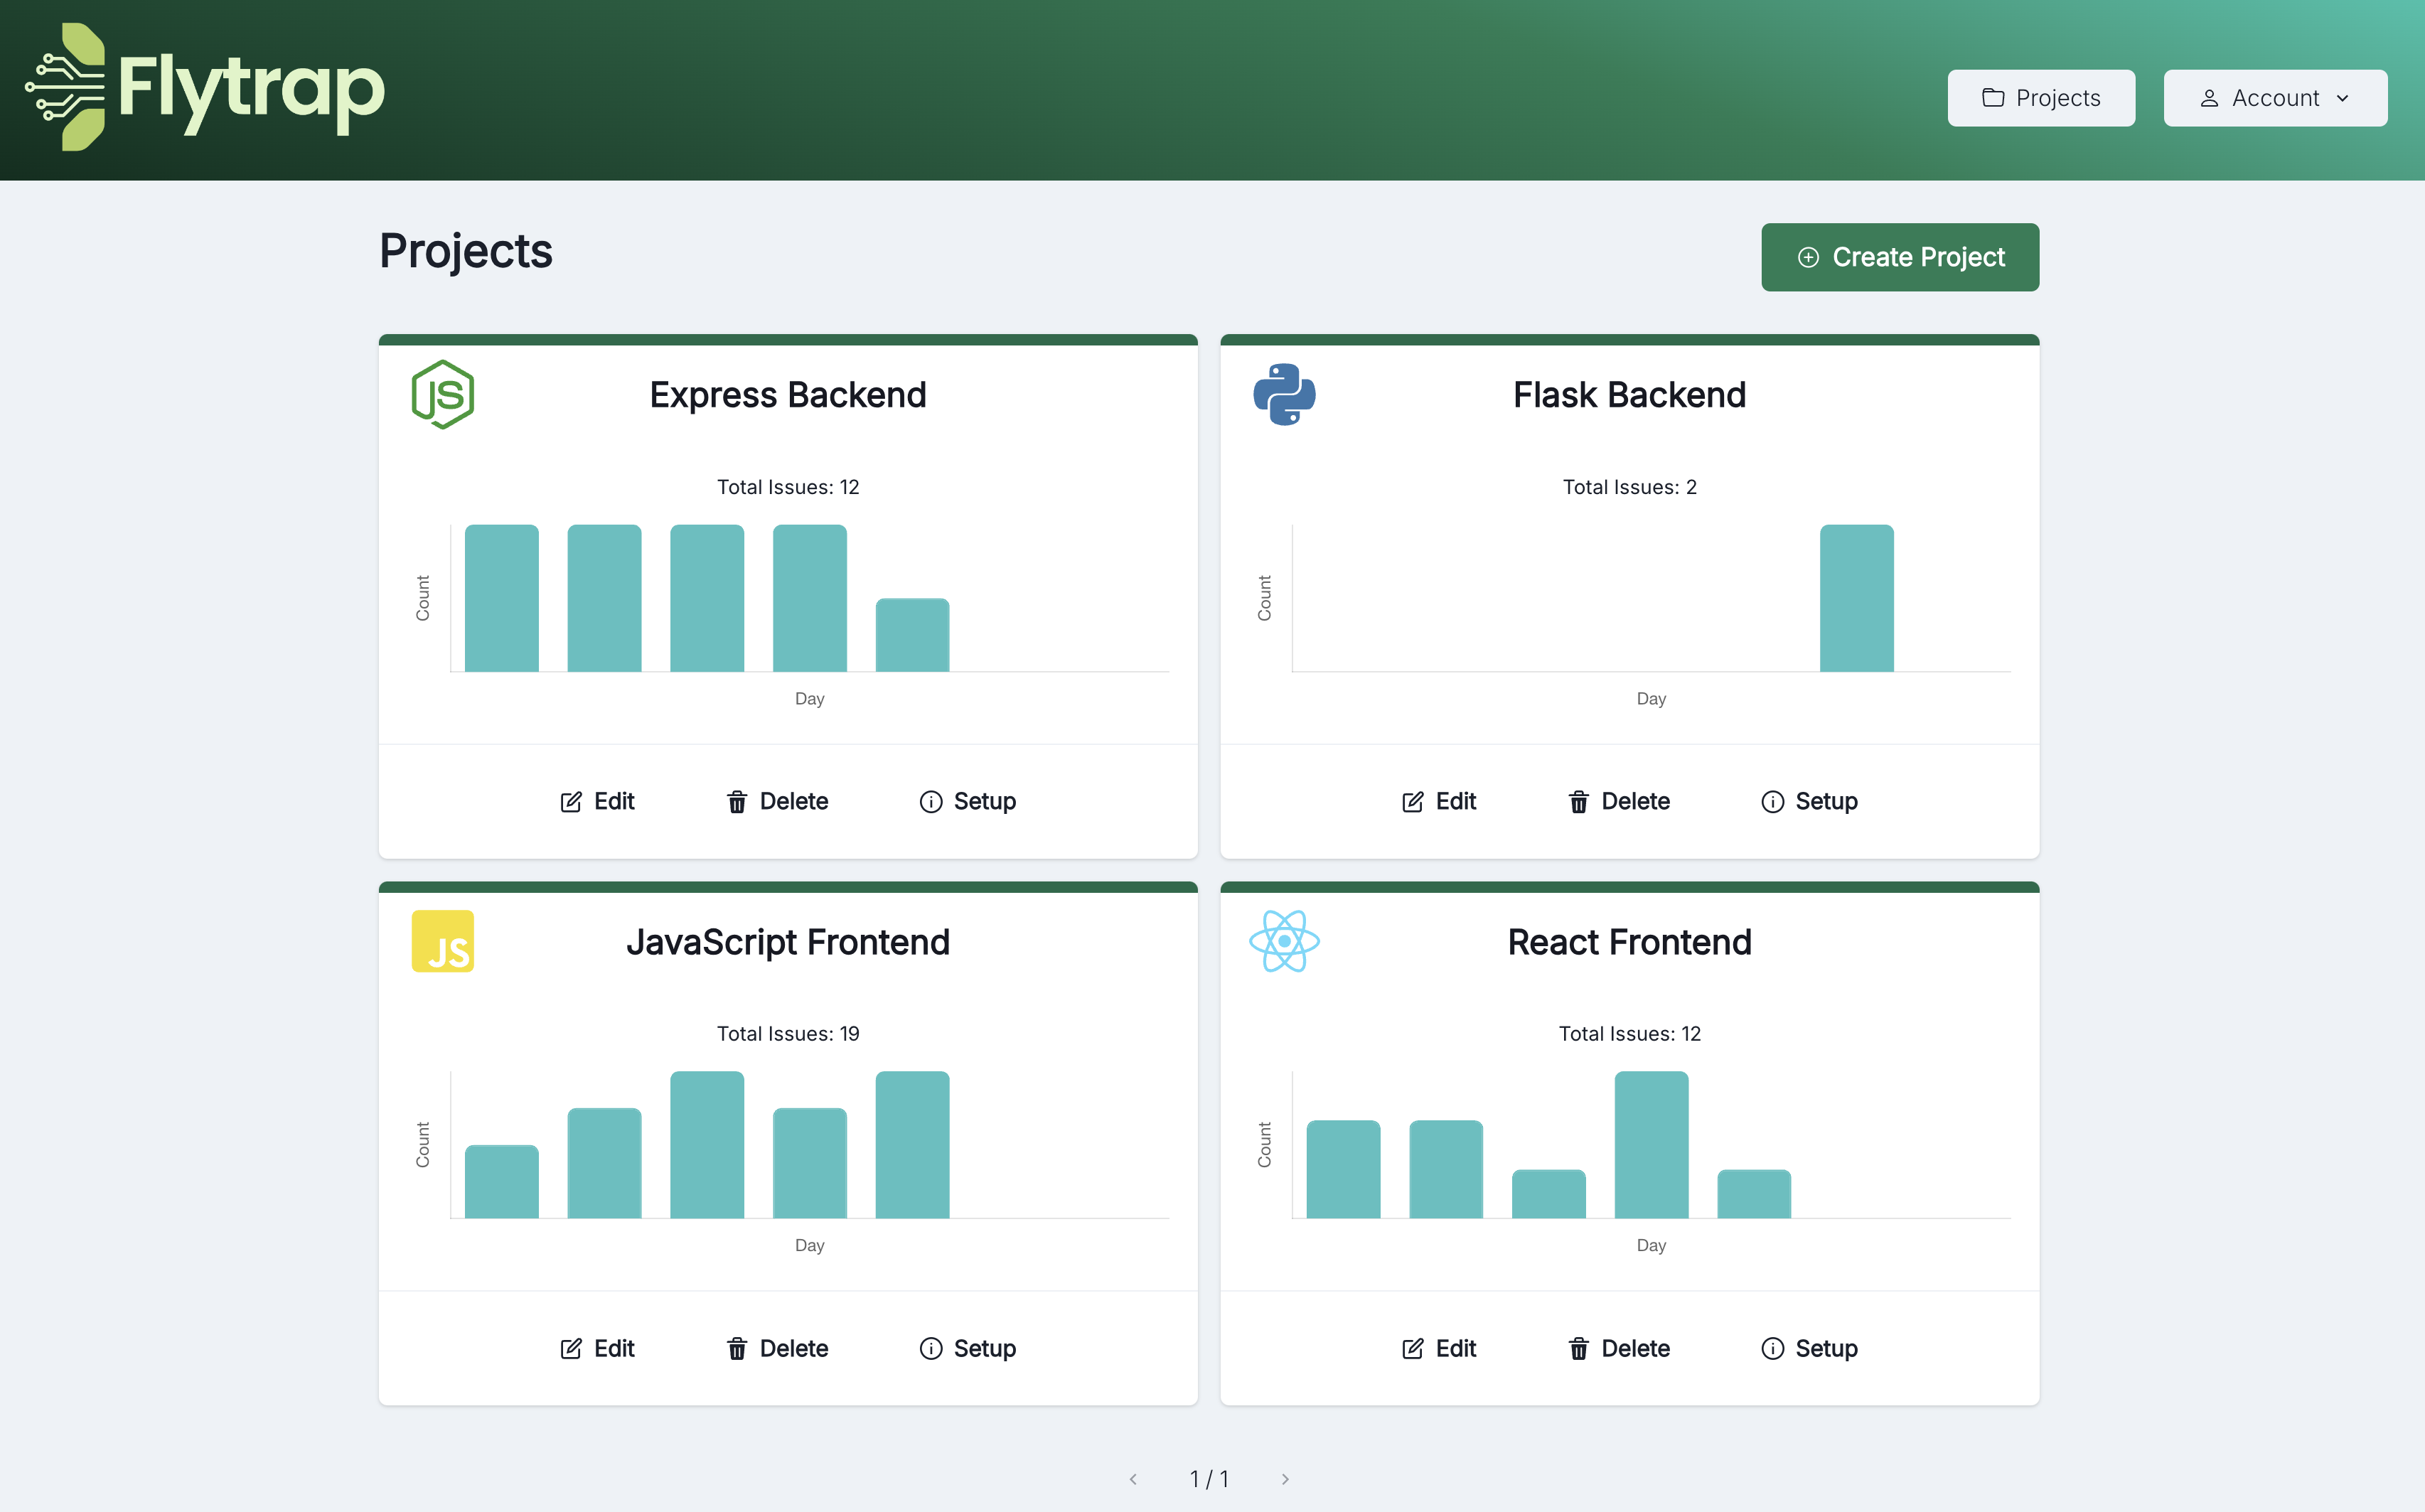 Flytrap
Projects
Account
Projects
Create Project
JS
Express Backend
Total Issues: 12
Count
Day
Edit
Delete
Setup
Flask Backend
Total Issues: 2
Count
Day
Edit
Delete
Setup
JS
JavaScript Frontend
Total Issues: 19
Count
Day
Edit
Delete
Setup
React Frontend
Total Issues: 12
Count
Day
Edit
Delete
Setup
1 / 1